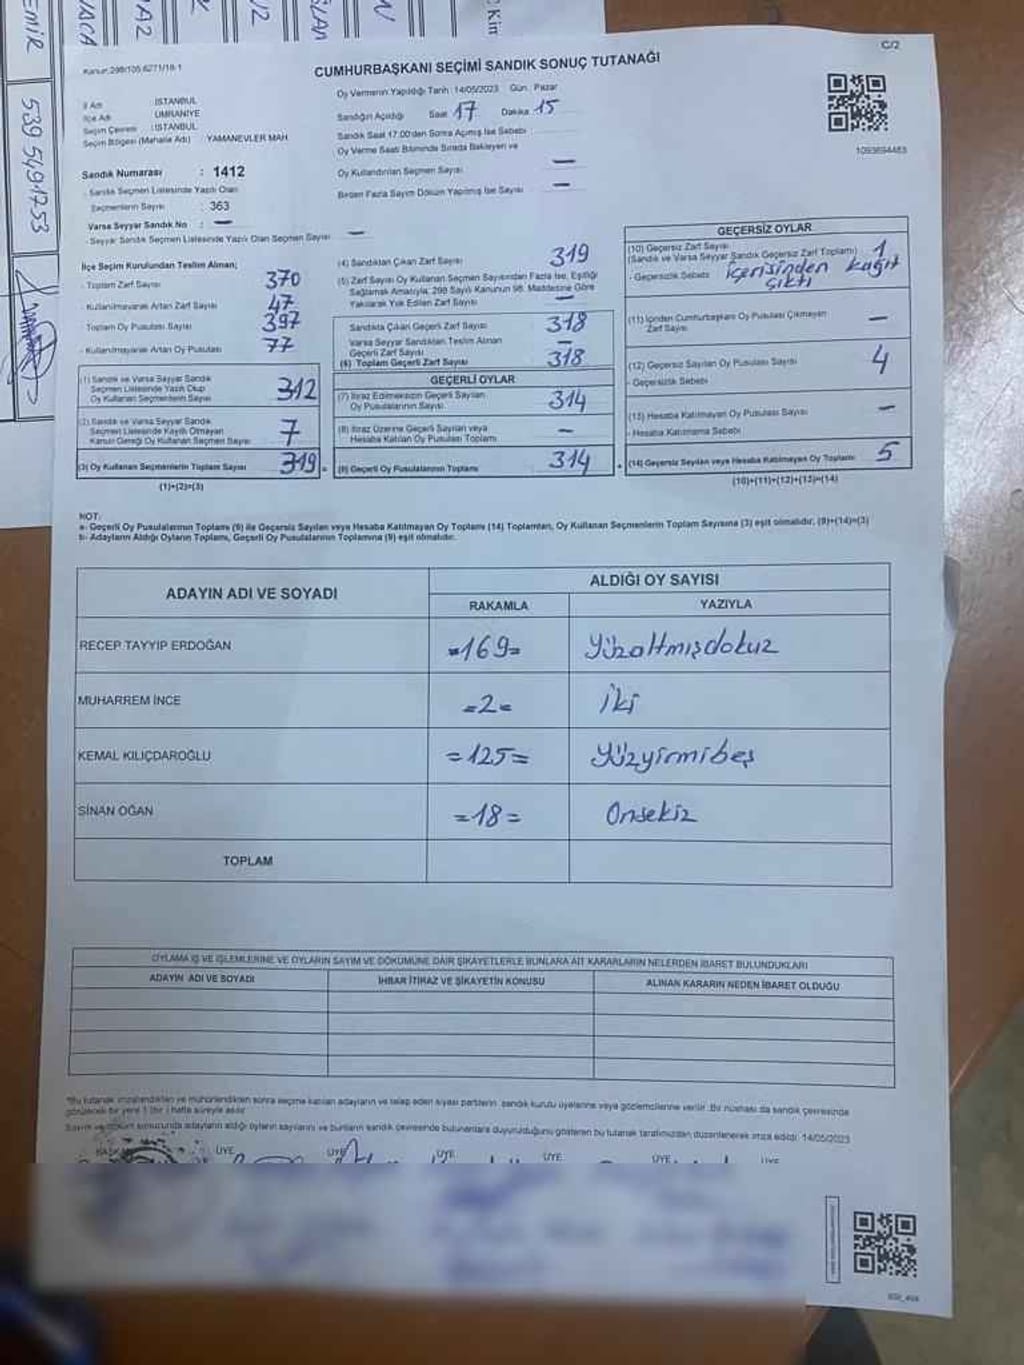 EMİR
539 549 17 53
VACA
A2
V2
Kim
C/2
Kanun:298/105,6271/18-1
CUMHURBAŞKANI SEÇİMİ SANDIK SONUÇ TUTANAĞI
İl Adı : İSTANBUL
İlçe Adı : ÜMRANİYE
Seçim Çevresi : İSTANBUL
Seçim Bölgesi (Mahalle Adı) : YAMANEVLER MAH.
Oy Vermenin Yapıldığı Tarih :14/05/2023 Gün : Pazar
Sandığın Açıldığı Saat 17 Dakika 15
Sandık Saat 17:00'den Sonra Açılmış İse Sebebi
Oy Verme Saati Bitiminde Sırada Bekleyen ve
Oy Kullandırılan Seçmen Sayısı —
Birden Fazla Sayım Döküm Yapılmış İse Sayısı —
1093694483
Sandık Numarası : 1412
- Sandık Seçmen Listesinde Yazılı Olan
Seçmenlerin Sayısı : 363
Varsa Seyyar Sandık No : —
- Seyyar Sandık Seçmen Listesinde Yazılı Olan Seçmen Sayısı —
İlçe Seçim Kurulundan Teslim Alınan;
- Toplam Zarf Sayısı 370
- Kullanılmayarak Artan Zarf Sayısı 47
- Toplam Oy Pusulası Sayısı 397
- Kullanılmayarak Artan Oy Pusulası 77
(1) Sandık ve Varsa Seyyar Sandık
Seçmen Listesinde Yazılı Olup
Oy Kullanan Seçmenlerin Sayısı 312
(2) Sandık ve Varsa Seyyar Sandık
Seçmen Listesinde Kayıtlı Olmayan
Kanun Gereği Oy Kullanan Seçmen Sayısı 7
(3) Oy Kullanan Seçmenlerin Toplam Sayısı 319
(1)+(2)=(3)
(4) Sandıktan Çıkan Zarf Sayısı 319
(5) Zarf Sayısı Oy Kullanan Seçmen Sayısından Fazla İse, Eşitliği
Sağlamak Amacıyla, 298 Sayılı Kanunun 98. Maddesine Göre
Yakılarak Yok Edilen Zarf Sayısı —
Sandıkta Çıkan Geçerli Zarf Sayısı 318
Varsa Seyyar Sandıktan Teslim Alınan
Geçerli Zarf Sayısı —
(6) Toplam Geçerli Zarf Sayısı 318
GEÇERLİ OYLAR
(7) İtiraz Edilmeksizin Geçerli Sayılan
Oy Pusulalarının Sayısı 314
(8) İtiraz Üzerine Geçerli Sayılan veya
Hesaba Katılan Oy Pusulası Toplamı —
(9) Geçerli Oy Pusulalarının Toplamı 314
GEÇERSİZ OYLAR
(10) Geçersiz Zarf Sayısı
(Sandık ve Varsa Seyyar Sandık Geçersiz Zarf Toplamı) 1
- Geçersizlik Sebebi İçerisinden kağıt
çıktı
(11) İçinden Cumhurbaşkanı Oy Pusulası Çıkmayan
Zarf Sayısı —
(12) Geçersiz Sayılan Oy Pusulası Sayısı 4
- Geçersizlik Sebebi
(13) Hesaba Katılmayan Oy Pusulası Sayısı —
- Hesaba Katılmama Sebebi
(14) Geçersiz Sayılan veya Hesaba Katılmayan Oy Toplamı 5
(10)+(11)+(12)+(13)=(14)
NOT:
a- Geçerli Oy Pusulalarının Toplamı (9) ile Geçersiz Sayılan veya Hesaba Katılmayan Oy Toplamı (14) Toplamları, Oy Kullanan Seçmenlerin Toplam Sayısına (3) eşit olmalıdır. (9)+(14)=(3)
b- Adayların Aldığı Oyların Toplamı, Geçerli Oy Pusulalarının Toplamına (9) eşit olmalıdır.
ADAYIN ADI VE SOYADI
ALDIĞI OY SAYISI
RAKAMLA YAZIYLA
RECEP TAYYIP ERDOĞAN =169= Yüzaltmışdokuz
MUHARREM İNCE =2= İki
KEMAL KILIÇDAROĞLU =125= Yüzyirmibeş
SİNAN OĞAN =18= Onsekiz
TOPLAM
OYLAMA İŞ VE İŞLEMLERİNE VE OYLARIN SAYIM VE DÖKÜMÜNE DAİR ŞİKAYETLERLE BUNLARA AİT KARARLARIN NELERDEN İBARET BULUNDUKLARI
ADAYIN ADI VE SOYADI İHBAR İTİRAZ VE ŞİKAYETİN KONUSU ALINAN KARARIN NEDEN İBARET OLDUĞU
*Bu tutanak imzalandıktan ve mühürlendikten sonra seçime katılan adayların ve talep eden siyasi partilerin sandık kurulu üyelerine veya gözlemcilerine verilir. Bir nüshası da sandık çevresinde
görülecek bir yere 1 (bir) hafta süreyle asılır.
Sayım ve döküm sonucunda adayların aldığı oyların sayılarını ve bunların sandık çevresinde bulunanlara duyurulduğunu gösteren bu tutanak tarafımızdan düzenlenerek imza edildi. 14/05/2023
BAŞKAN ÜYE ÜYE ÜYE ÜYE ÜYE ÜYE